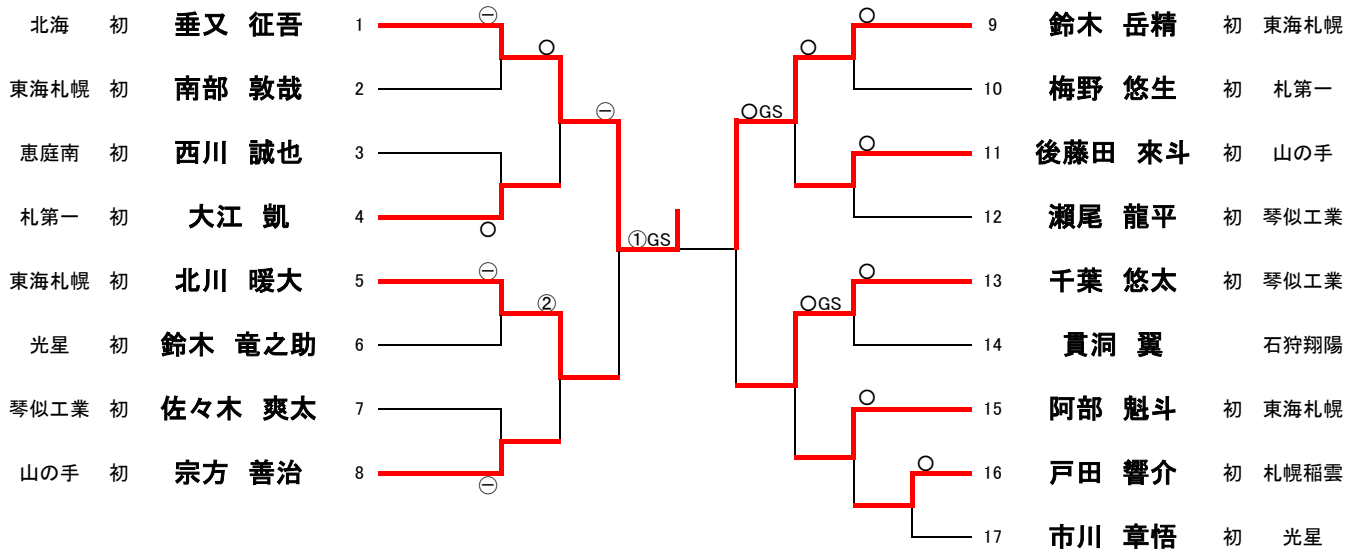 北海 初 垂又 征吾 1 ㊀
東海札幌 初 南部 敦哉 2 〇
恵庭南 初 西川 誠也 3 ㊀
札第一 初 大江 凱 4 〇
①GS
東海札幌 初 北川 暖大 5 ㊀
光星 初 鈴木 竜之助 6 ②
琴似工業 初 佐々木 爽太 7
山の手 初 宗方 善治 8 ㊀
〇 9 鈴木 岳精 初 東海札幌
〇 10 梅野 悠生 初 札第一
〇GS
〇 11 後藤田 來斗 初 山の手
12 瀬尾 龍平 初 琴似工業
〇 13 千葉 悠太 初 琴似工業
〇GS 14 貫洞 翼 石狩翔陽
〇 15 阿部 魁斗 初 東海札幌
〇 16 戸田 響介 初 札幌稲雲
17 市川 章悟 初 光星